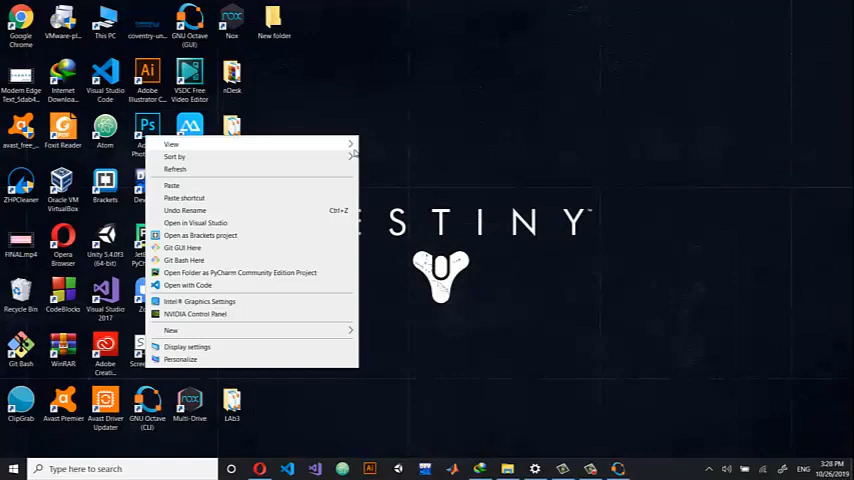 Google
Chrome
VMware-pl...
This PC
coventry-un...
GNU Octave
(GUI)
Nox
New folder
Modern Edge
Text_5dab4...
Internet
Downloa...
Visual Studio
Code
Adobe
Illustrator C...
VSDC Free
Video Editor
nDesk
avast_free_...
Foxit Reader
Atom
View
Sort by
Refresh
Paste
Paste shortcut
Undo Rename
Ctrl+Z
Open in Visual Studio
Open as Brackets project
Git GUI Here
Git Bash Here
Open Folder as PyCharm Community Edition Project
Open with Code
Intel® Graphics Settings
NVIDIA Control Panel
New
Display settings
Personalize
ESTINY™
ZHPCleaner
Oracle VM
VirtualBox
Brackets
FINAL.mp4
Opera
Unity 5.4.0f3
(64-bit)
Recycle Bin
CodeBlocks
Visual Studio
2017
Git Bash
WinRAR
Adobe
Creati...
ClipGrab
Avast Premier
Avast Driver
Updater
GNU Octave
(CLI)
Multi-Drive
LAb3
Type here to search
ENG
3:28 PM
10/26/2019